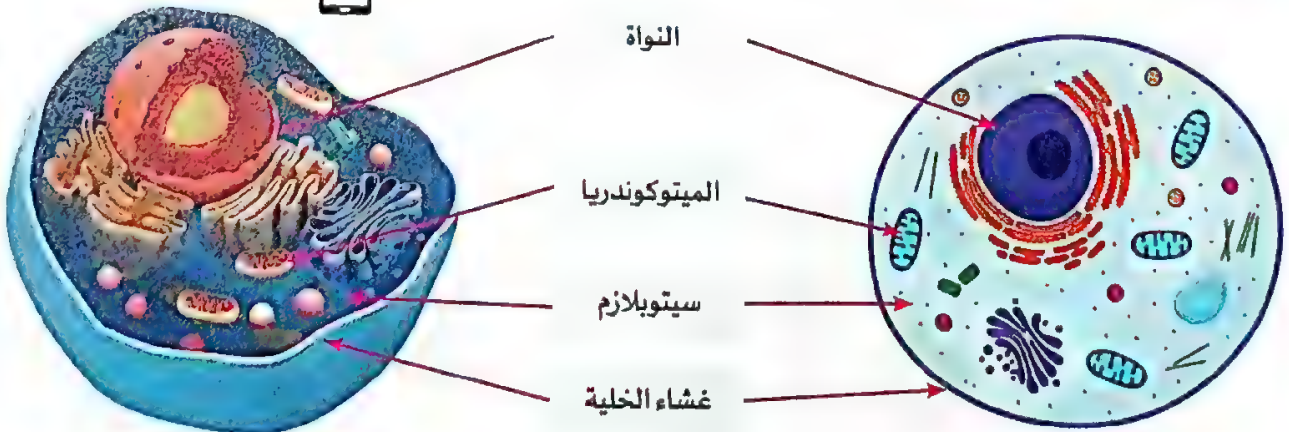 النواة
الميتوكوندريا
سيتوبلازم
غشاء الخلية